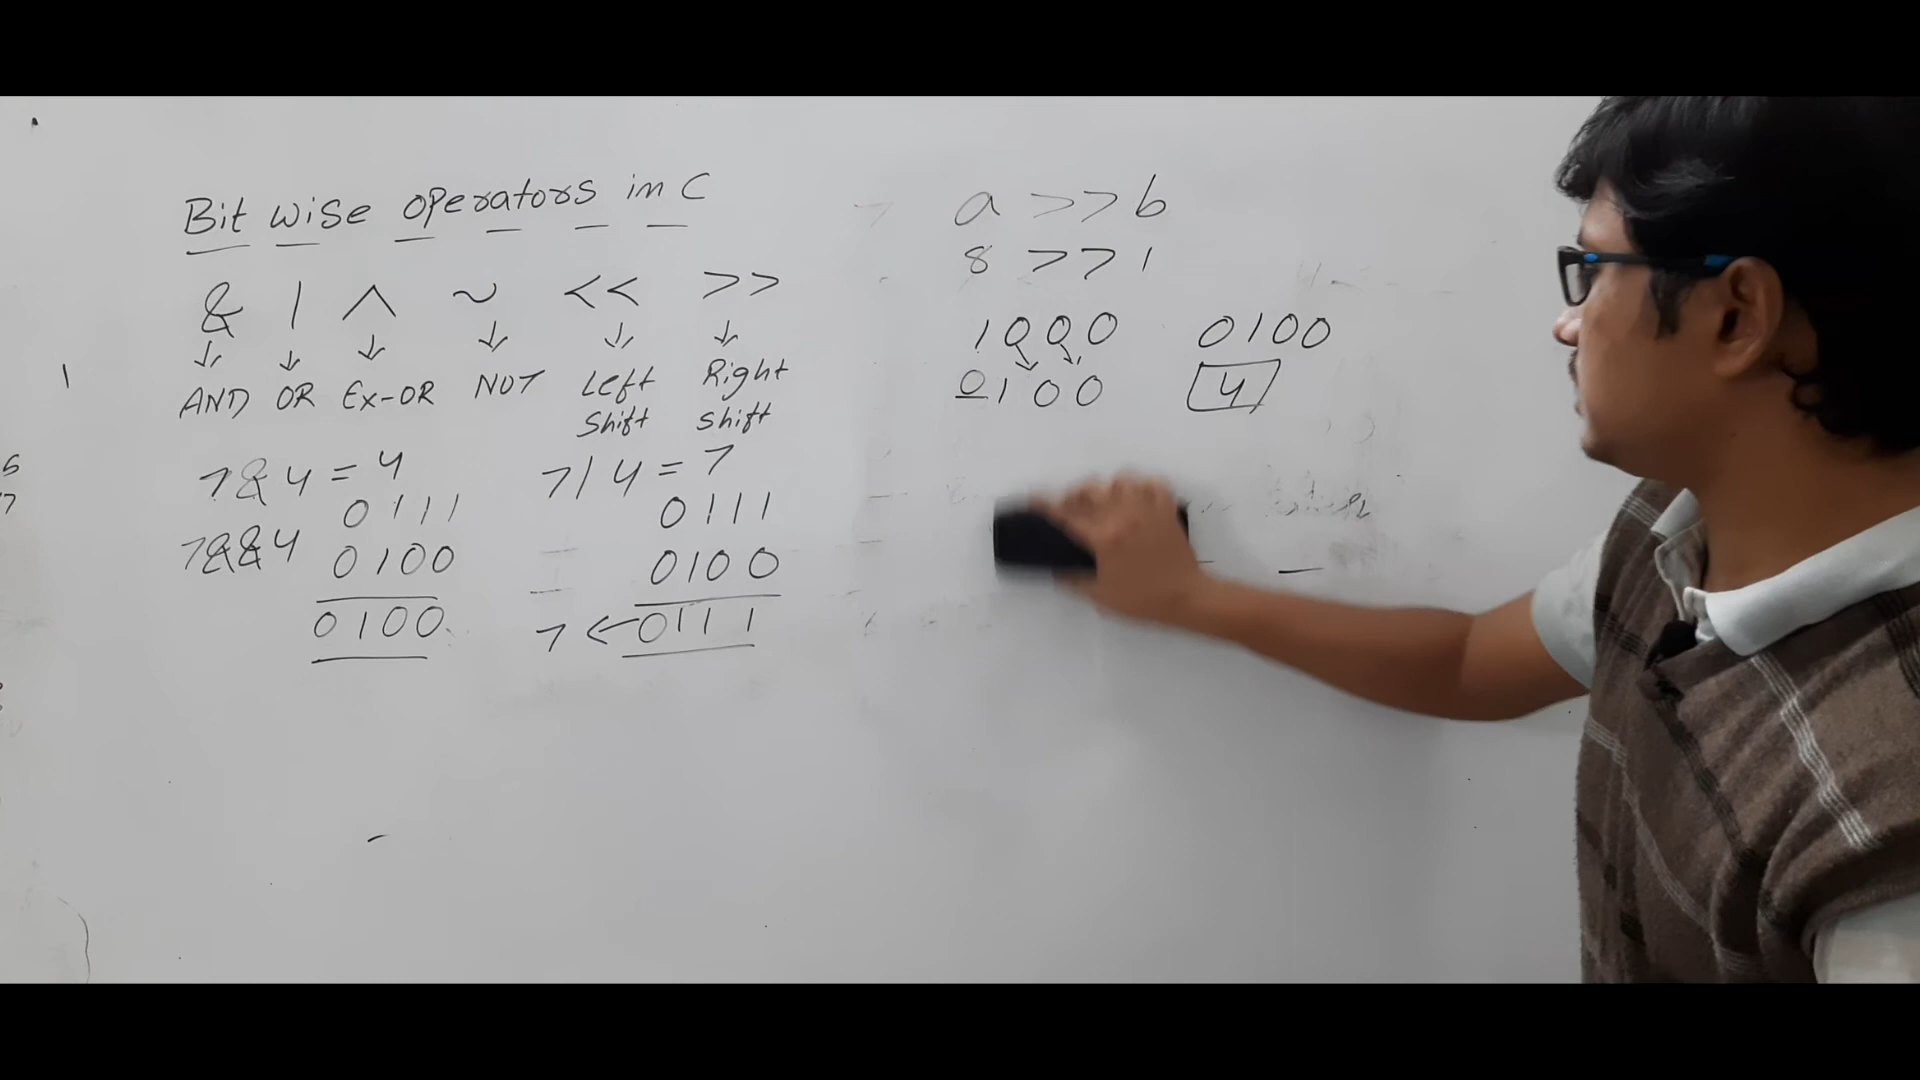 Bit wise operators in C
& | ^ ~ << >>
↓ ↓ ↓ ↓ ↓ ↓
AND OR Ex-OR NOT Left Shift Right Shift
7 & 4 = 4
0111
7 && 4 0100
0100
7 | 4 = 7
0111
0100
7 ← 0111
a >> b
8 >> 1
1000 0100
0100 4